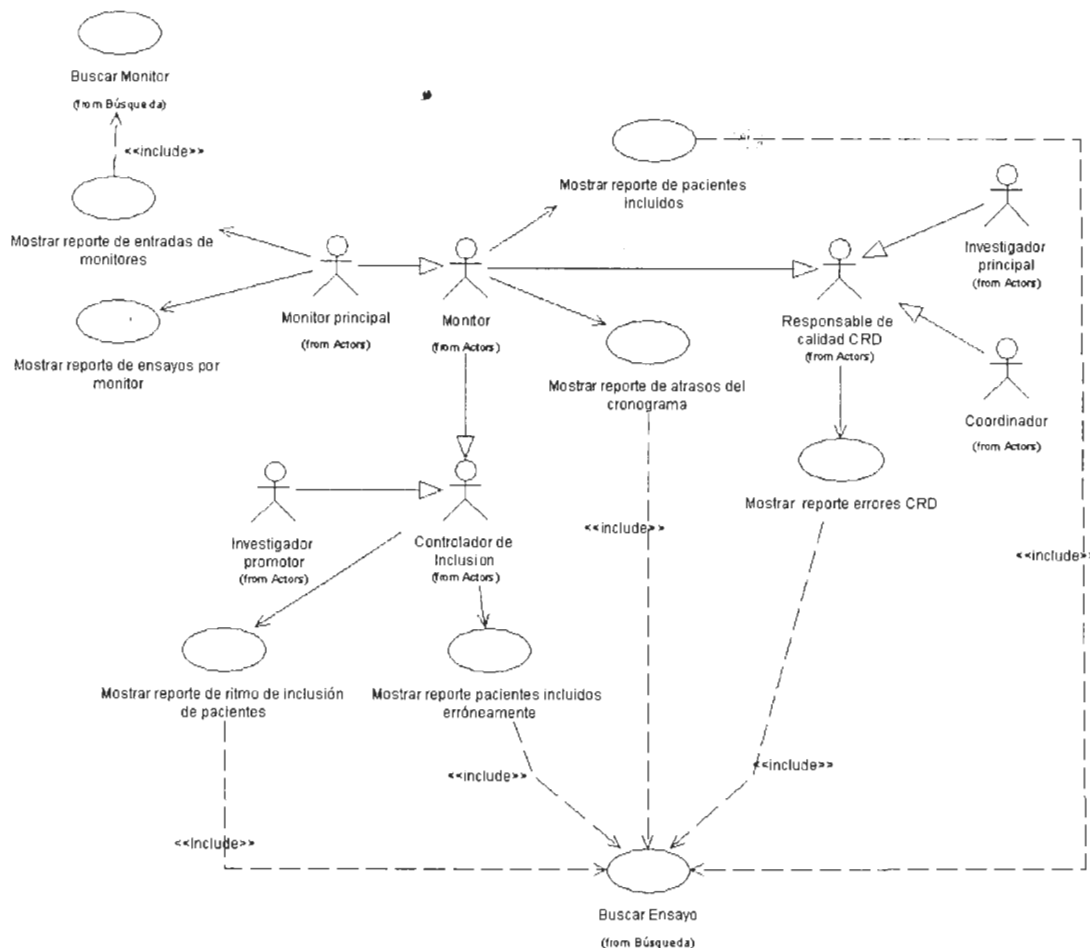 Buscar Monitor
(from Búsqueda)
<<include>>
Mostrar reporte de entradas de
monitores
Mostrar reporte de ensayos por
monitor
Monitor principal
(from Actors)
Monitor
(from Actors)
Mostrar reporte de pacientes
incluidos
Mostrar reporte de atrasos del
cronograma
Responsable de
calidad CRD
(from Actors)
Investigador
principal
(from Actors)
Coordinador
(from Actors)
Investigador
promotor
(from Actors)
Controlador de
Inclusion
(from Actors)
Mostrar reporte errores CRD
<<include>>
<<include>>
Mostrar reporte de ritmo de inclusión
de pacientes
Mostrar reporte pacientes incluidos
erróneamente
<<include>>
<<include>>
<<include>>
Buscar Ensayo
(from Búsqueda)